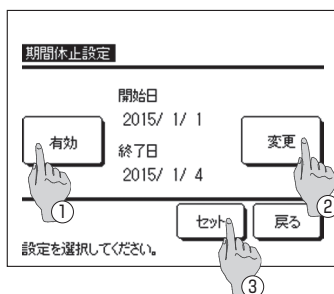 期間休止設定
開始日
2015/ 1/ 1
有効
変更
終了日
2015/ 1/ 4
①
②
セット
戻る
設定を選択してください。
③